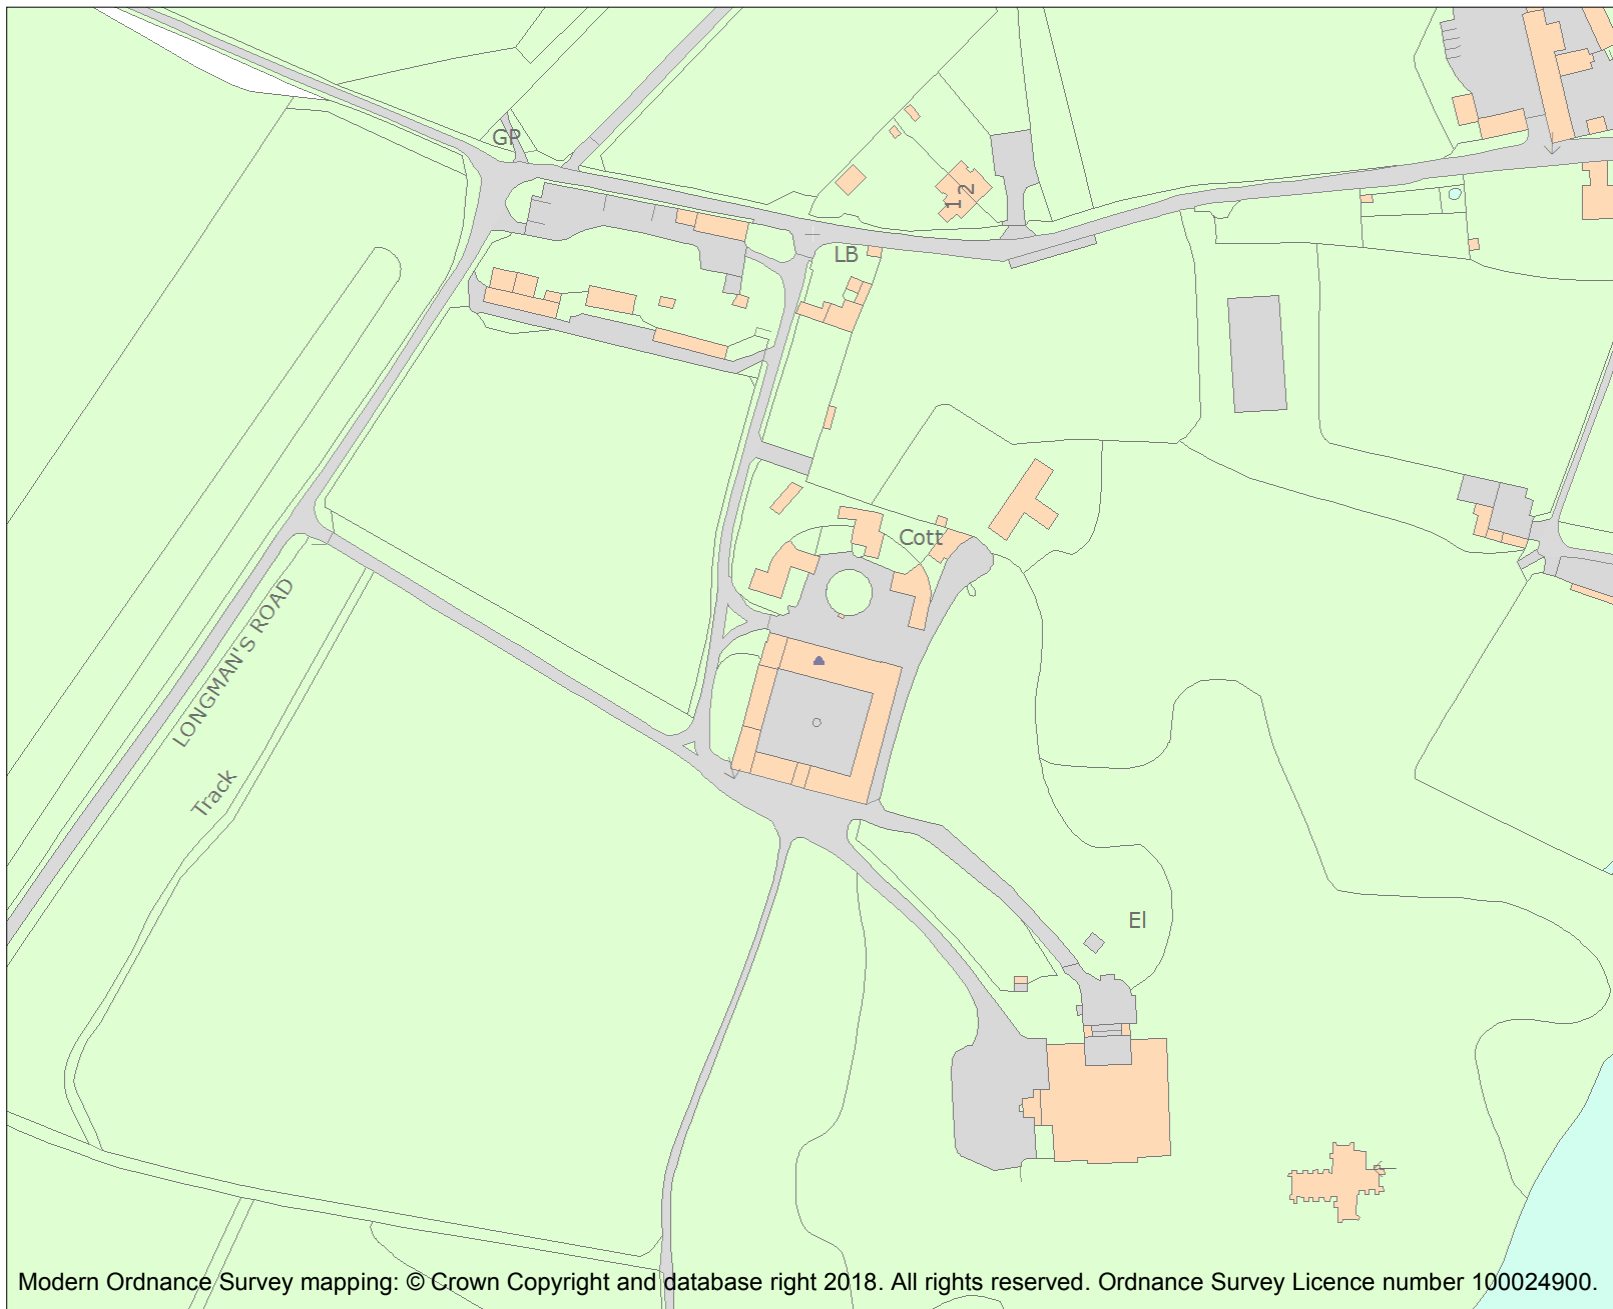 GP
1 2
LB
Cott
LONGMAN'S ROAD
Track
El
Modern Ordnance Survey mapping: © Crown Copyright and database right 2018. All rights reserved. Ordnance Survey Licence number 100024900.